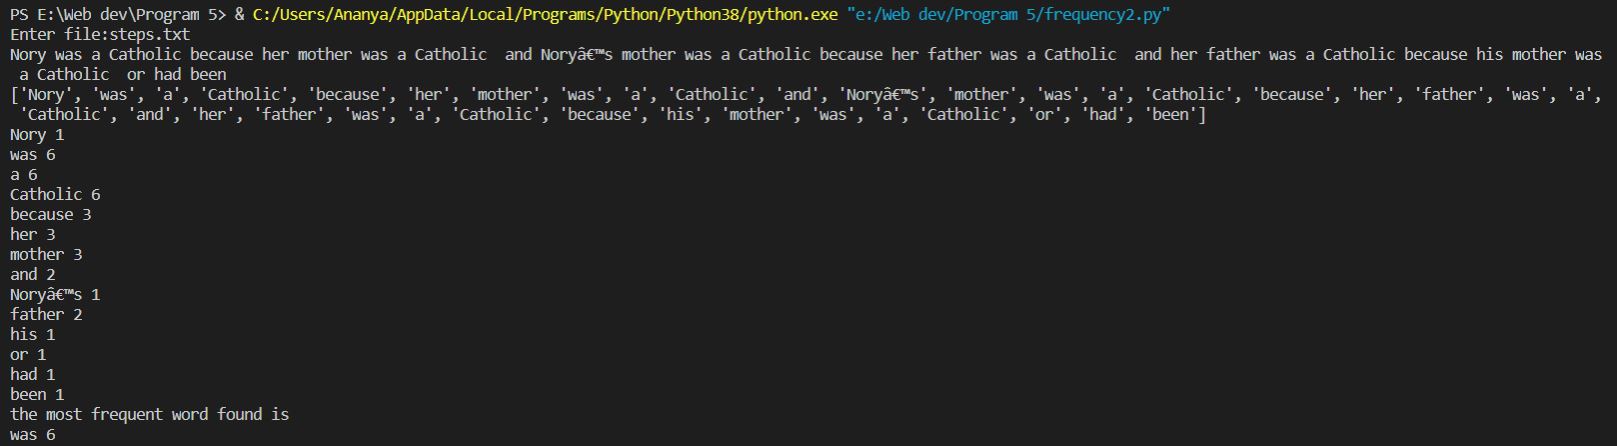 PS E:\Web dev\Program 5> & C:/Users/Ananya/AppData/Local/Programs/Python/Python38/python.exe "e:/Web dev/Program 5/frequency2.py"
Enter file:steps.txt
Nory was a Catholic because her mother was a Catholic  and Noryâ€™s mother was a Catholic because her father was a Catholic  and her father was a Catholic because his mother was
 a Catholic  or had been
['Nory', 'was', 'a', 'Catholic', 'because', 'her', 'mother', 'was', 'a', 'Catholic', 'and', 'Noryâ€™s', 'mother', 'was', 'a', 'Catholic', 'because', 'her', 'father', 'was', 'a',
 'Catholic', 'and', 'her', 'father', 'was', 'a', 'Catholic', 'because', 'his', 'mother', 'was', 'a', 'Catholic', 'or', 'had', 'been']
Nory 1
was 6
a 6
Catholic 6
because 3
her 3
mother 3
and 2
Noryâ€™s 1
father 2
his 1
or 1
had 1
been 1
the most frequent word found is
was 6